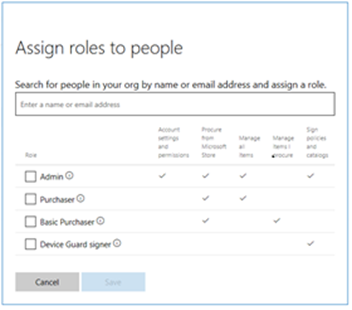 Assign roles to people
Search for people in your org by name or email address and assign a role.
Enter a name or email address
Role
Account settings and permissions
Procure from Microsoft Store
Manage all items
Manage items I procure
Sign policies and catalogs
Admin
Purchaser
Basic Purchaser
Device Guard signer
Cancel
Save